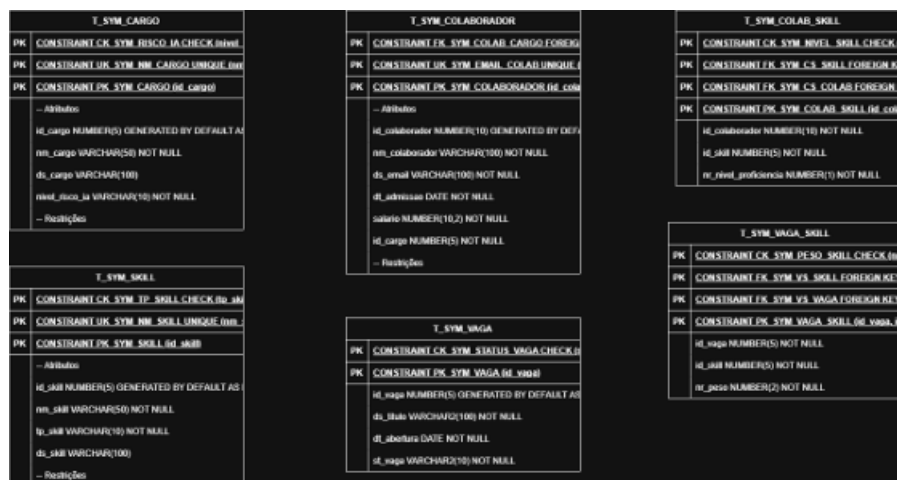 T_SYM_CARGO
PK CONSTRAINT CK_SYM_RISCO_IA CHECK (nivel_
PK CONSTRAINT UK_SYM_NM_CARGO UNIQUE (nm
PK CONSTRAINT PK_SYM_CARGO (id_cargo)
-- Atributos
id_cargo NUMBER(5) GENERATED BY DEFAULT AS
nm_cargo VARCHAR(50) NOT NULL
ds_cargo VARCHAR(100)
nivel_risco_ia VARCHAR(10) NOT NULL
-- Restrições
T_SYM_SKILL
PK CONSTRAINT CK_SYM_TP_SKILL CHECK (tp_ski
PK CONSTRAINT UK_SYM_NM_SKILL UNIQUE (nm_
PK CONSTRAINT PK_SYM_SKILL (id_skill)
-- Atributos
id_skill NUMBER(5) GENERATED BY DEFAULT AS
nm_skill VARCHAR(50) NOT NULL
tp_skill VARCHAR(10) NOT NULL
ds_skill VARCHAR(100)
-- Restrições
T_SYM_COLABORADOR
PK CONSTRAINT FK_SYM_COLAB_CARGO FOREIG
PK CONSTRAINT UK_SYM_EMAIL_COLAB UNIQUE (
PK CONSTRAINT PK_SYM_COLABORADOR (id_cola
-- Atributos
id_colaborador NUMBER(10) GENERATED BY DEF
nm_colaborador VARCHAR(100) NOT NULL
ds_email VARCHAR(100) NOT NULL
dt_admissao DATE NOT NULL
salario NUMBER(10,2) NOT NULL
id_cargo NUMBER(5) NOT NULL
-- Restrições
T_SYM_VAGA
PK CONSTRAINT CK_SYM_STATUS_VAGA CHECK (
PK CONSTRAINT PK_SYM_VAGA (id_vaga)
id_vaga NUMBER(5) GENERATED BY DEFAULT AS
ds_titulo VARCHAR2(100) NOT NULL
dt_abertura DATE NOT NULL
st_vaga VARCHAR2(10) NOT NULL
T_SYM_COLAB_SKILL
PK CONSTRAINT CK_SYM_NIVEL_SKILL CHECK
PK CONSTRAINT FK_SYM_CS_SKILL FOREIGN K
PK CONSTRAINT FK_SYM_CS_COLAB FOREIGN
PK CONSTRAINT PK_SYM_COLAB_SKILL (id_col
id_colaborador NUMBER(10) NOT NULL
id_skill NUMBER(5) NOT NULL
nr_nivel_proficiencia NUMBER(1) NOT NULL
T_SYM_VAGA_SKILL
PK CONSTRAINT CK_SYM_PESO_SKILL CHECK (n
PK CONSTRAINT FK_SYM_VS_SKILL FOREIGN KEY
PK CONSTRAINT FK_SYM_VS_VAGA FOREIGN KEY
PK CONSTRAINT PK_SYM_VAGA_SKILL (id_vaga, i
id_vaga NUMBER(5) NOT NULL
id_skill NUMBER(5) NOT NULL
nr_peso NUMBER(2) NOT NULL